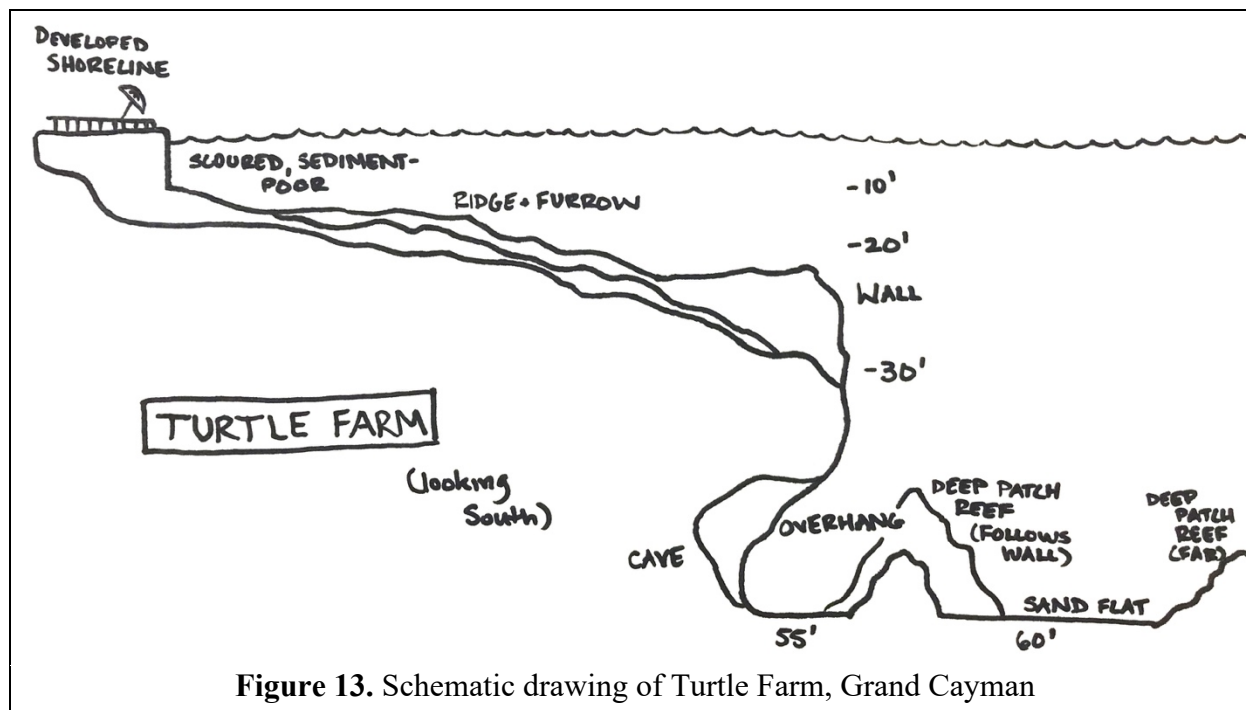 DEVELOPED
SHORELINE
SCOURED, SEDIMENT-
POOR
RIDGE + FURROW
-10'
-20'
WALL
-30'
TURTLE FARM
(looking
South)
CAVE
OVERHANG
DEEP PATCH
REEF
(FOLLOWS
WALL)
DEEP
PATCH
REEF
(FAR)
SAND FLAT
55'
60'
Figure 13. Schematic drawing of Turtle Farm, Grand Cayman